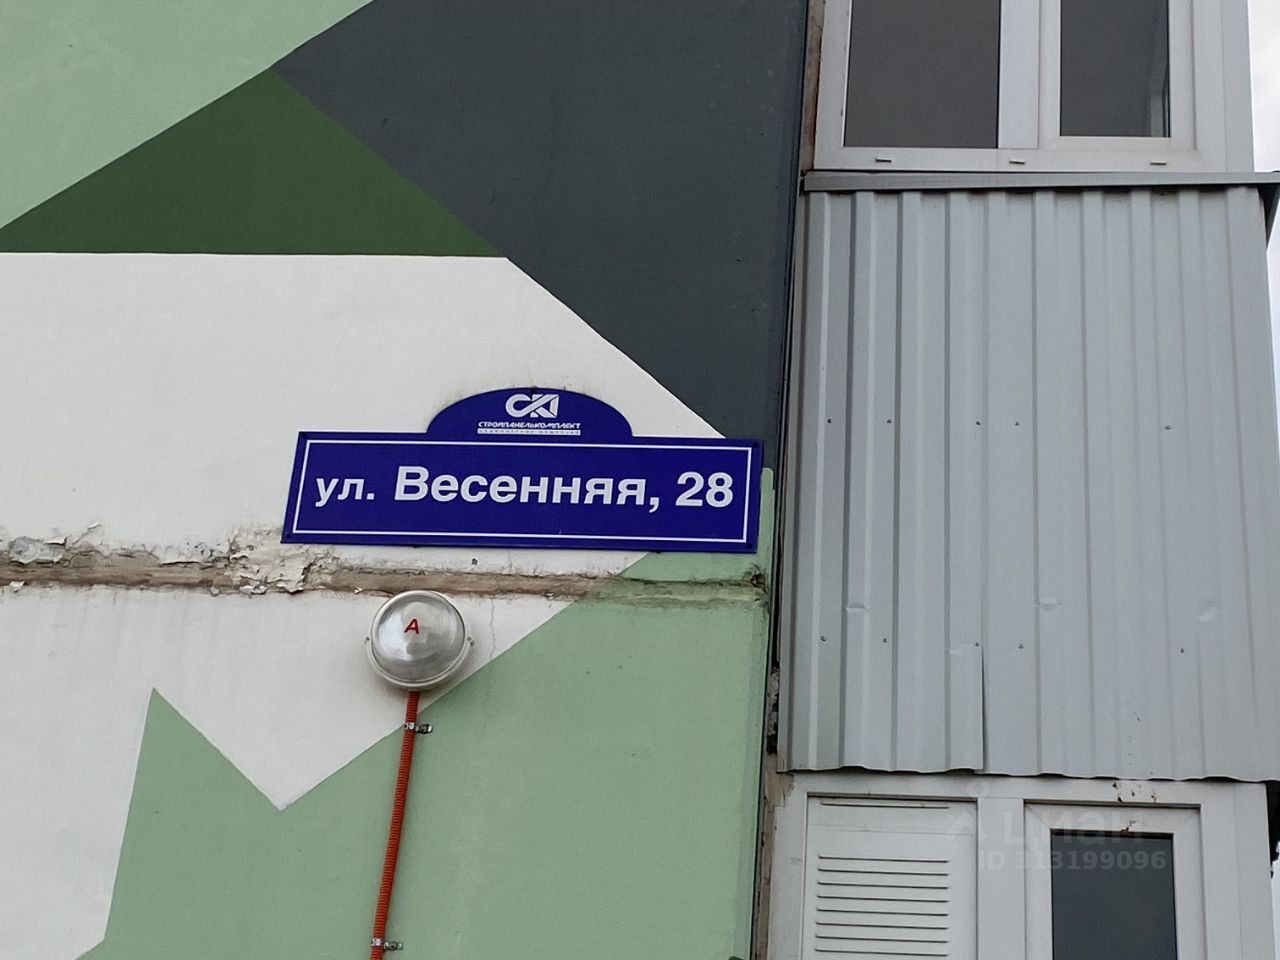 СК
СТРОЙПАНЕЛЬКОМПЛЕКТ
ул. Весенняя, 28
А
Циан
ID 313199096